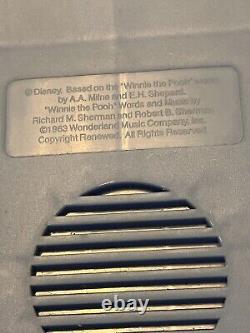 © Disney. Based on the "Winnie the Pooh" works
by A.A. Milne and E.H. Shepard.
"Winnie the Pooh" Words and Music by
Richard M. Sherman and Robert B. Sherman
©1963 Wonderland Music Company, Inc.
Copyright Renewed. All Rights Reserved.
ebay